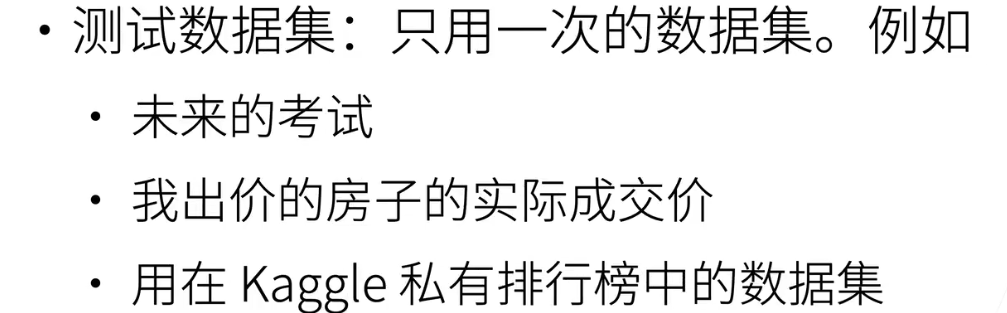 • 测试数据集：只用一次的数据集。例如
• 未来的考试
• 我出价的房子的实际成交价
• 用在 Kaggle 私有排行榜中的数据集